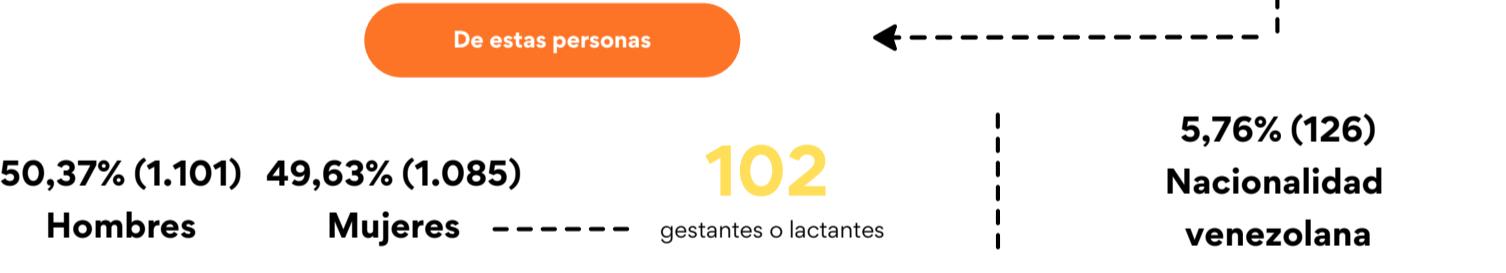 De estas personas
50,37% (1.101)
Hombres
49,63% (1.085)
Mujeres
102
gestantes o lactantes
5,76% (126)
Nacionalidad
venezolana